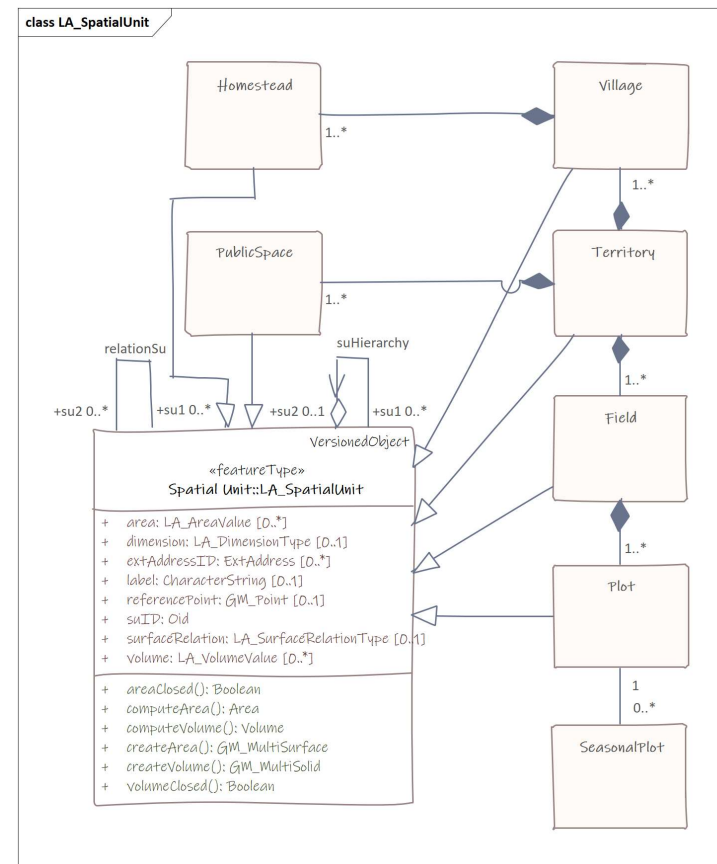 class LA_SpatialUnit
Homestead
Village
1..*
1..*
PublicSpace
Territory
1..*
relationSu
suHierarchy
1..*
+su2 0..*
+su1 0..*
+su2 0..1
+su1 0..*
Field
VersionedObject
«featureType»
Spatial Unit::LA_SpatialUnit
+ area: LA_AreaValue [0..*]
+ dimension: LA_DimensionType [0..1]
+ extAddressID: ExtAddress [0..*]
+ label: CharacterString [0..1]
+ referencePoint: GM_Point [0..1]
+ suID: Oid
+ surfaceRelation: LA_SurfaceRelationType [0..1]
+ volume: LA_VolumeValue [0..*]
+ areaClosed(): Boolean
+ computeArea(): Area
+ computeVolume(): Volume
+ createArea(): GM_MultiSurface
+ createVolume(): GM_MultiSolid
+ volumeClosed(): Boolean
1..*
Plot
1
0..*
SeasonalPlot